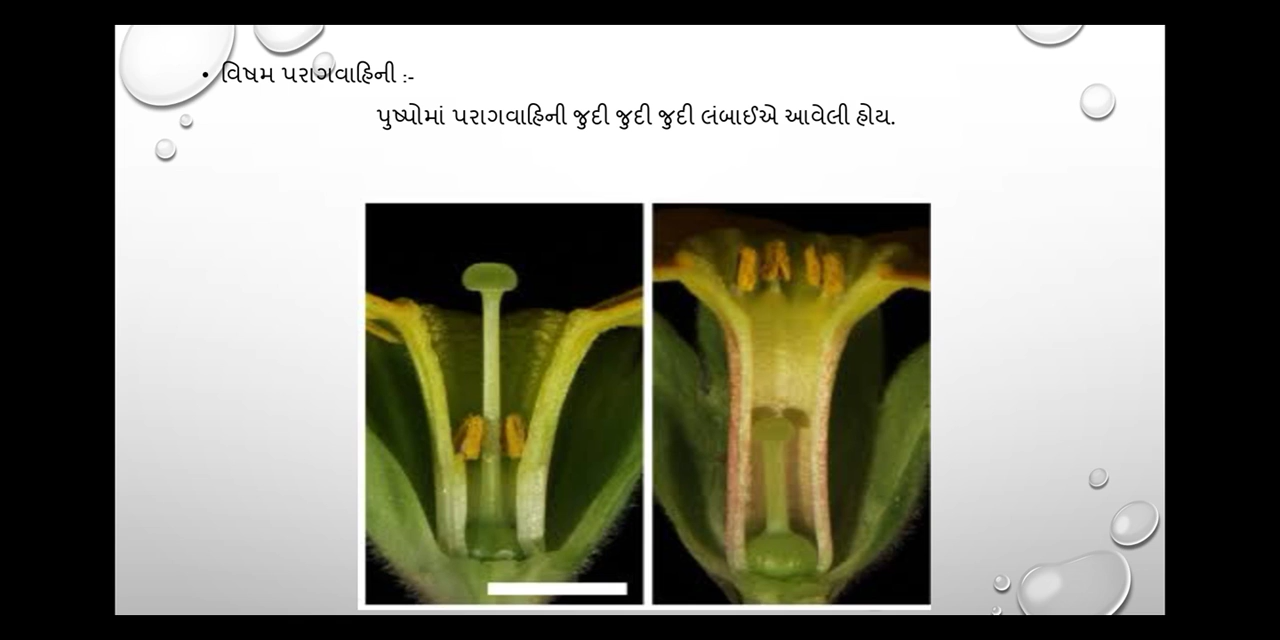 • વિષમ પરાગવાહિની :-
પુષ્પોમાં પરાગવાહિની જુદી જુદી જુદી લંબાઈએ આવેલી હોય.